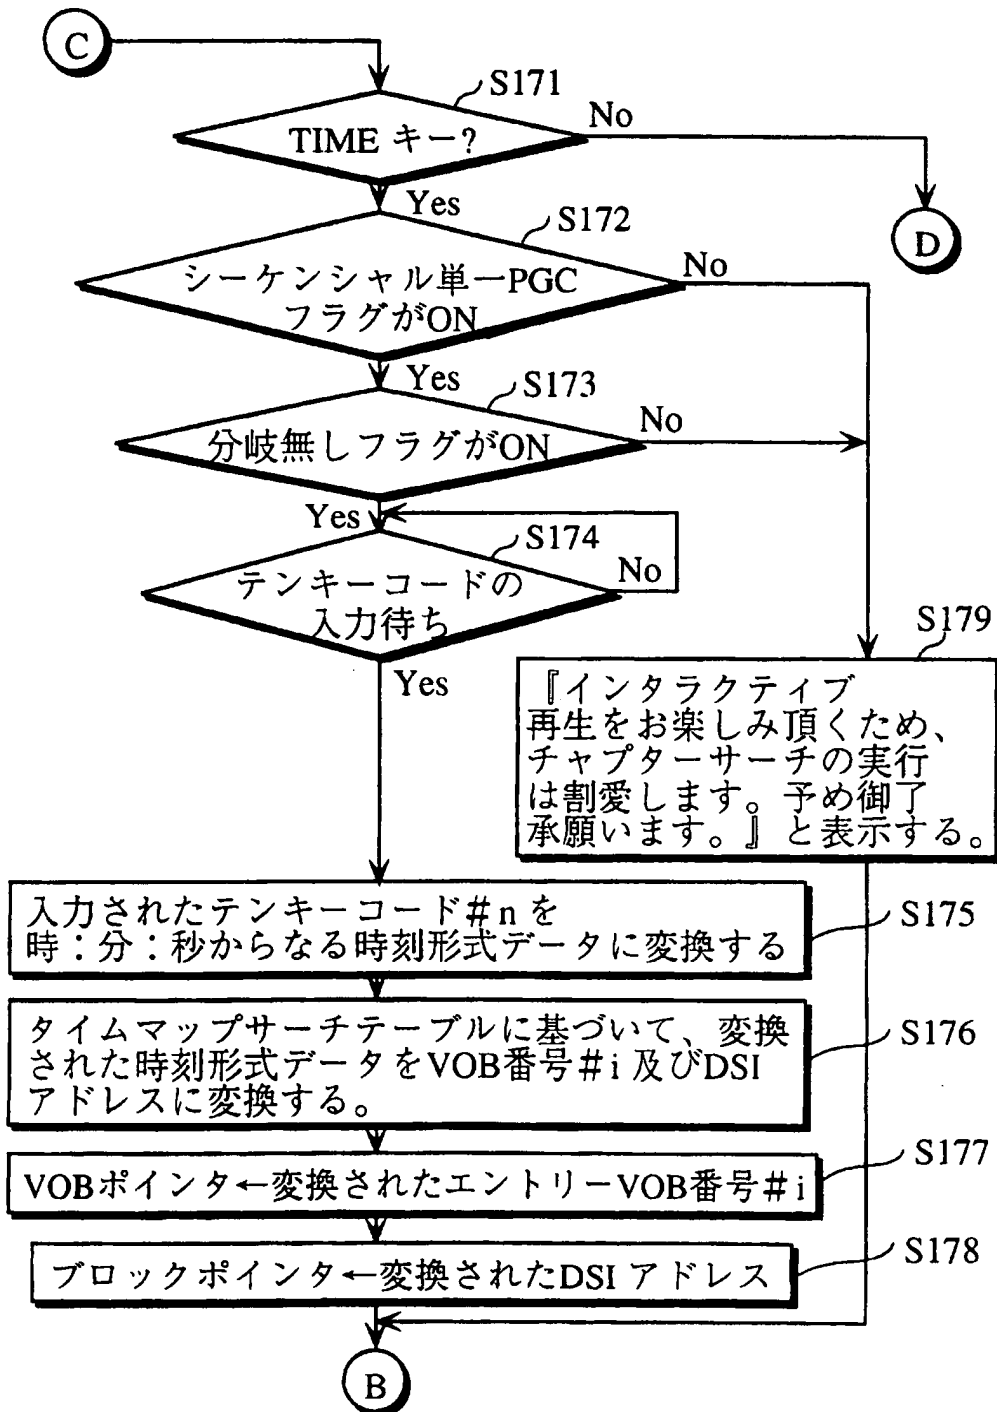 C
S171
TIME キー?
No
Yes
S172
D
シーケンシャル単一PGC
フラグがON
No
Yes
S173
分岐無しフラグがON
No
Yes
S174
テンキーコードの
入力待ち
No
Yes
S179
『インタラクティブ
再生をお楽しみ頂くため、
チャプターサーチの実行
は割愛します。予め御了
承願います。』と表示する。
入力されたテンキーコード#nを
時:分:秒からなる時刻形式データに変換する
S175
タイムマップサーチテーブルに基づいて、変換
された時刻形式データをVOB番号#i 及びDSI
アドレスに変換する。
S176
VOBポインタ←変換されたエントリーVOB番号#i
S177
ブロックポインタ←変換されたDSI アドレス
S178
B